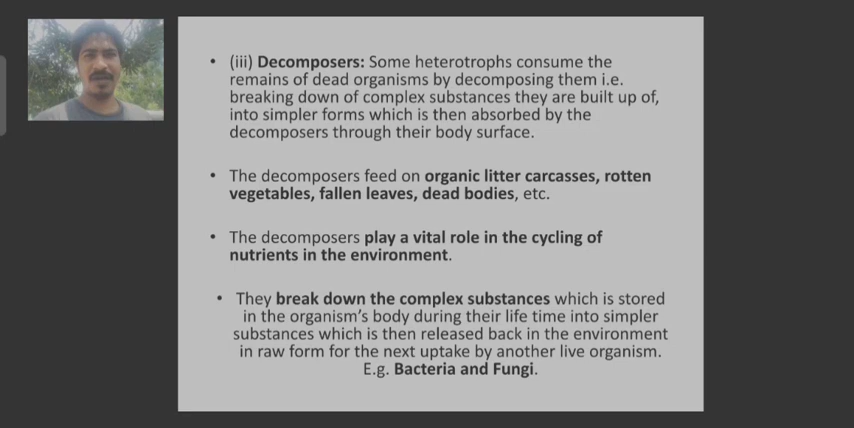 • (iii) Decomposers: Some heterotrophs consume the
remains of dead organisms by decomposing them i.e.
breaking down of complex substances they are built up of,
into simpler forms which is then absorbed by the
decomposers through their body surface.
• The decomposers feed on organic litter carcasses, rotten
vegetables, fallen leaves, dead bodies, etc.
• The decomposers play a vital role in the cycling of
nutrients in the environment.
• They break down the complex substances which is stored
in the organism’s body during their life time into simpler
substances which is then released back in the environment
in raw form for the next uptake by another live organism.
E.g. Bacteria and Fungi.